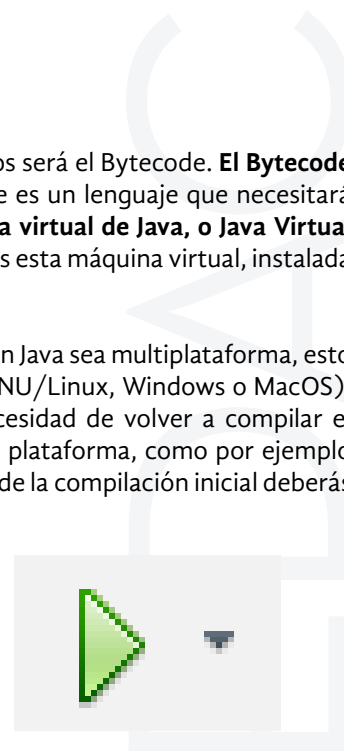 os será el Bytecode. El Bytecode
e es un lenguaje que necesitará
a virtual de Java, o Java Virtua
s esta máquina virtual, instalada
n Java sea multiplataforma, esto
NU/Linux, Windows o MacOS)
cesidad de volver a compilar e
plataforma, como por ejemplo
de la compilación inicial deberás